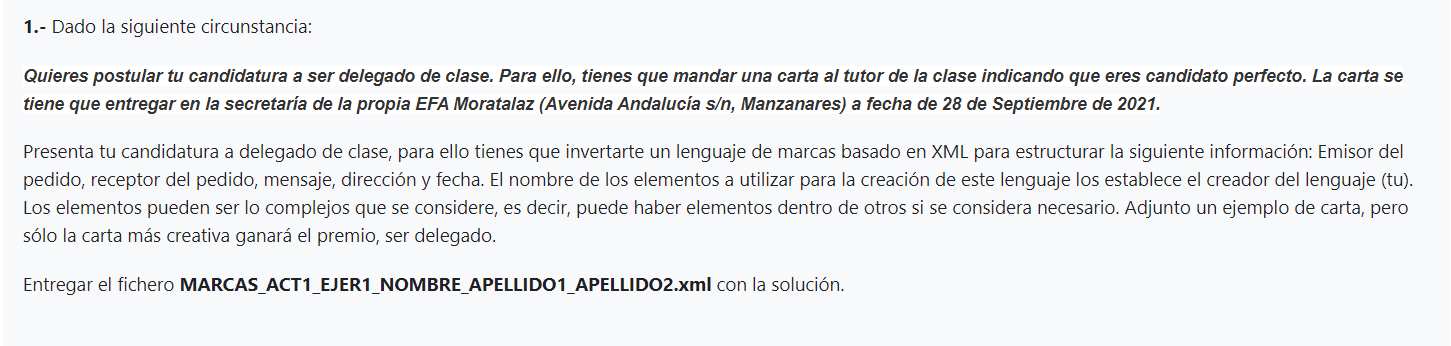 1.- Dado la siguiente circunstancia:
Quieres postular tu candidatura a ser delegado de clase. Para ello, tienes que mandar una carta al tutor de la clase indicando que eres candidato perfecto. La carta se
tiene que entregar en la secretaría de la propia EFA Moratalaz (Avenida Andalucía s/n, Manzanares) a fecha de 28 de Septiembre de 2021.
Presenta tu candidatura a delegado de clase, para ello tienes que invertarte un lenguaje de marcas basado en XML para estructurar la siguiente información: Emisor del
pedido, receptor del pedido, mensaje, dirección y fecha. El nombre de los elementos a utilizar para la creación de este lenguaje los establece el creador del lenguaje (tu).
Los elementos pueden ser lo complejos que se considere, es decir, puede haber elementos dentro de otros si se considera necesario. Adjunto un ejemplo de carta, pero
sólo la carta más creativa ganará el premio, ser delegado.
Entregar el fichero MARCAS_ACT1_EJER1_NOMBRE_APELLIDO1_APELLIDO2.xml con la solución.